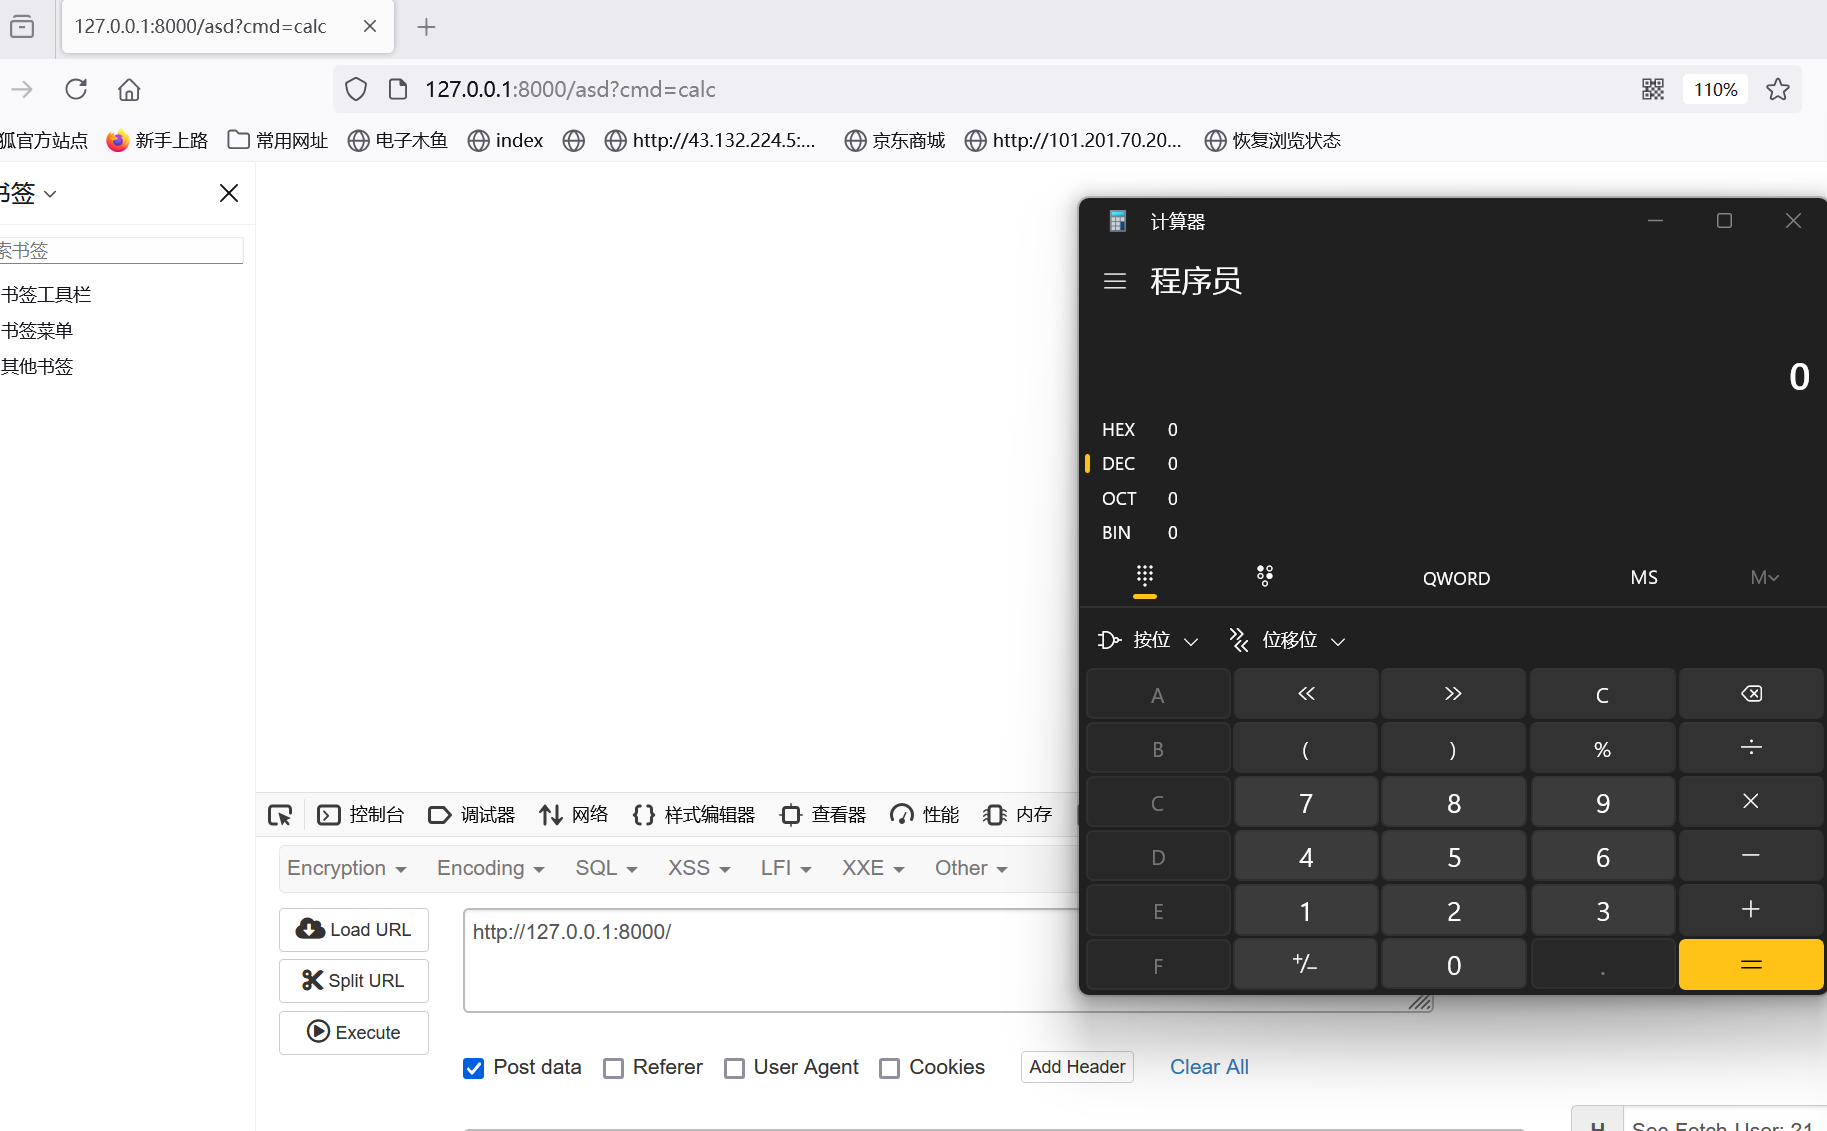 127.0.0.1:8000/asd?cmd=calc
127.0.0.1:8000/asd?cmd=calc
110%
狐官方站点 新手上路 常用网址 电子木鱼 index http://43.132.224.5:... 京东商城 http://101.201.70.20... 恢复浏览状态
书签
索书签
书签工具栏
书签菜单
其他书签
计算器
程序员
0
HEX 0
DEC 0
OCT 0
BIN 0
QWORD MS M
按位 位移位
A « » C
B ( ) % ÷
C 7 8 9 ×
D 4 5 6 −
E 1 2 3 +
F +/− 0 . =
控制台 调试器 网络 样式编辑器 查看器 性能 内存
Encryption Encoding SQL XSS LFI XXE Other
Load URL
http://127.0.0.1:8000/
Split URL
Execute
Post data Referer User Agent Cookies Add Header Clear All
H